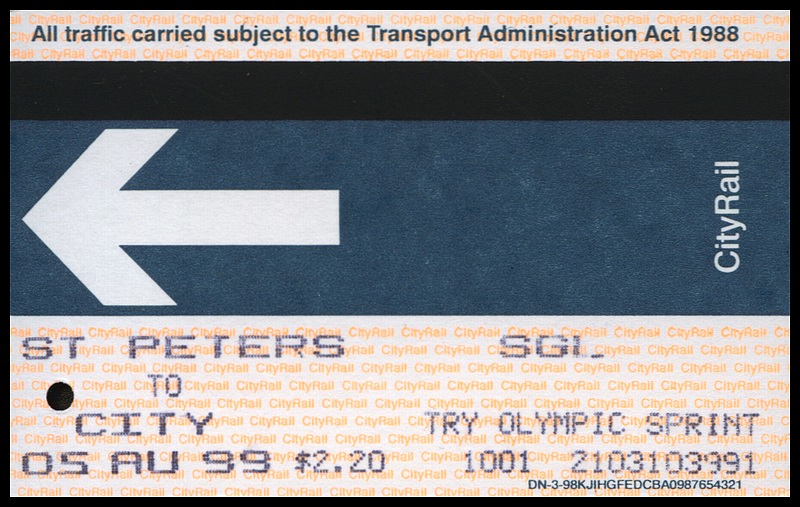 All traffic carried subject to the Transport Administration Act 1988
CityRail
ST PETERS SGL
TO
CITY TRY OLYMPIC SPRINT
05 AU 99 $2.20 1001 2103103991
DN-3-98KJIHGFEDCBA0987654321